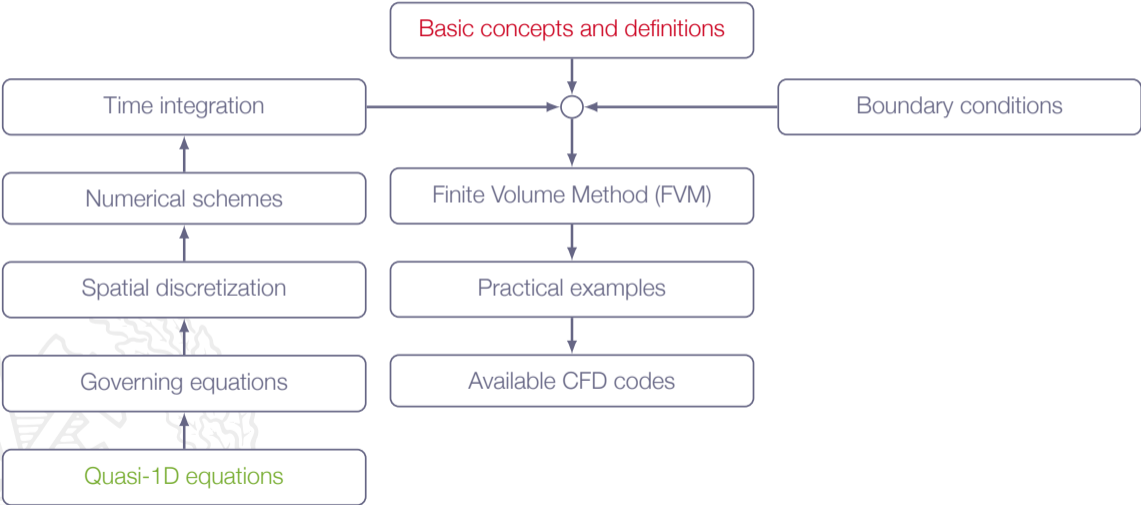 Basic concepts and definitions
Time integration
Boundary conditions
Numerical schemes
Finite Volume Method (FVM)
Spatial discretization
Practical examples
Governing equations
Available CFD codes
Quasi-1D equations